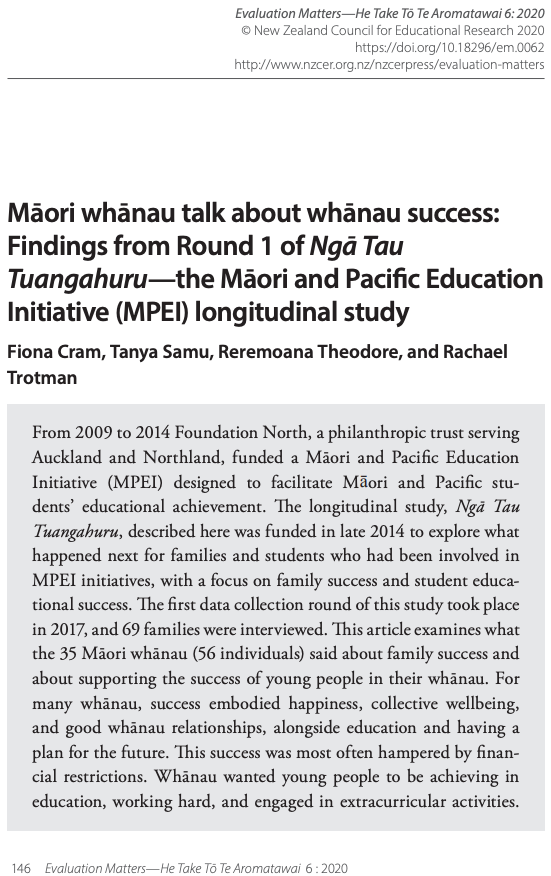 Evaluation Matters—He Take Tō Te Aromatawai 6: 2020
© New Zealand Council for Educational Research 2020
https://doi.org/10.18296/em.0062
http://www.nzcer.org.nz/nzcerpress/evaluation-matters
Māori whānau talk about whānau success:
Findings from Round 1 of Ngā Tau
Tuangahuru—the Māori and Pacific Education
Initiative (MPEI) longitudinal study
Fiona Cram, Tanya Samu, Reremoana Theodore, and Rachael
Trotman
From 2009 to 2014 Foundation North, a philanthropic trust serving
Auckland and Northland, funded a Māori and Pacific Education
Initiative (MPEI) designed to facilitate Māori and Pacific stu-
dents’ educational achievement. The longitudinal study, Ngā Tau
Tuangahuru, described here was funded in late 2014 to explore what
happened next for families and students who had been involved in
MPEI initiatives, with a focus on family success and student educa-
tional success. The first data collection round of this study took place
in 2017, and 69 families were interviewed. This article examines what
the 35 Māori whānau (56 individuals) said about family success and
about supporting the success of young people in their whānau. For
many whānau, success embodied happiness, collective wellbeing,
and good whānau relationships, alongside education and having a
plan for the future. This success was most often hampered by finan-
cial restrictions. Whānau wanted young people to be achieving in
education, working hard, and engaged in extracurricular activities.
146 Evaluation Matters—He Take Tō Te Aromatawai 6 : 2020